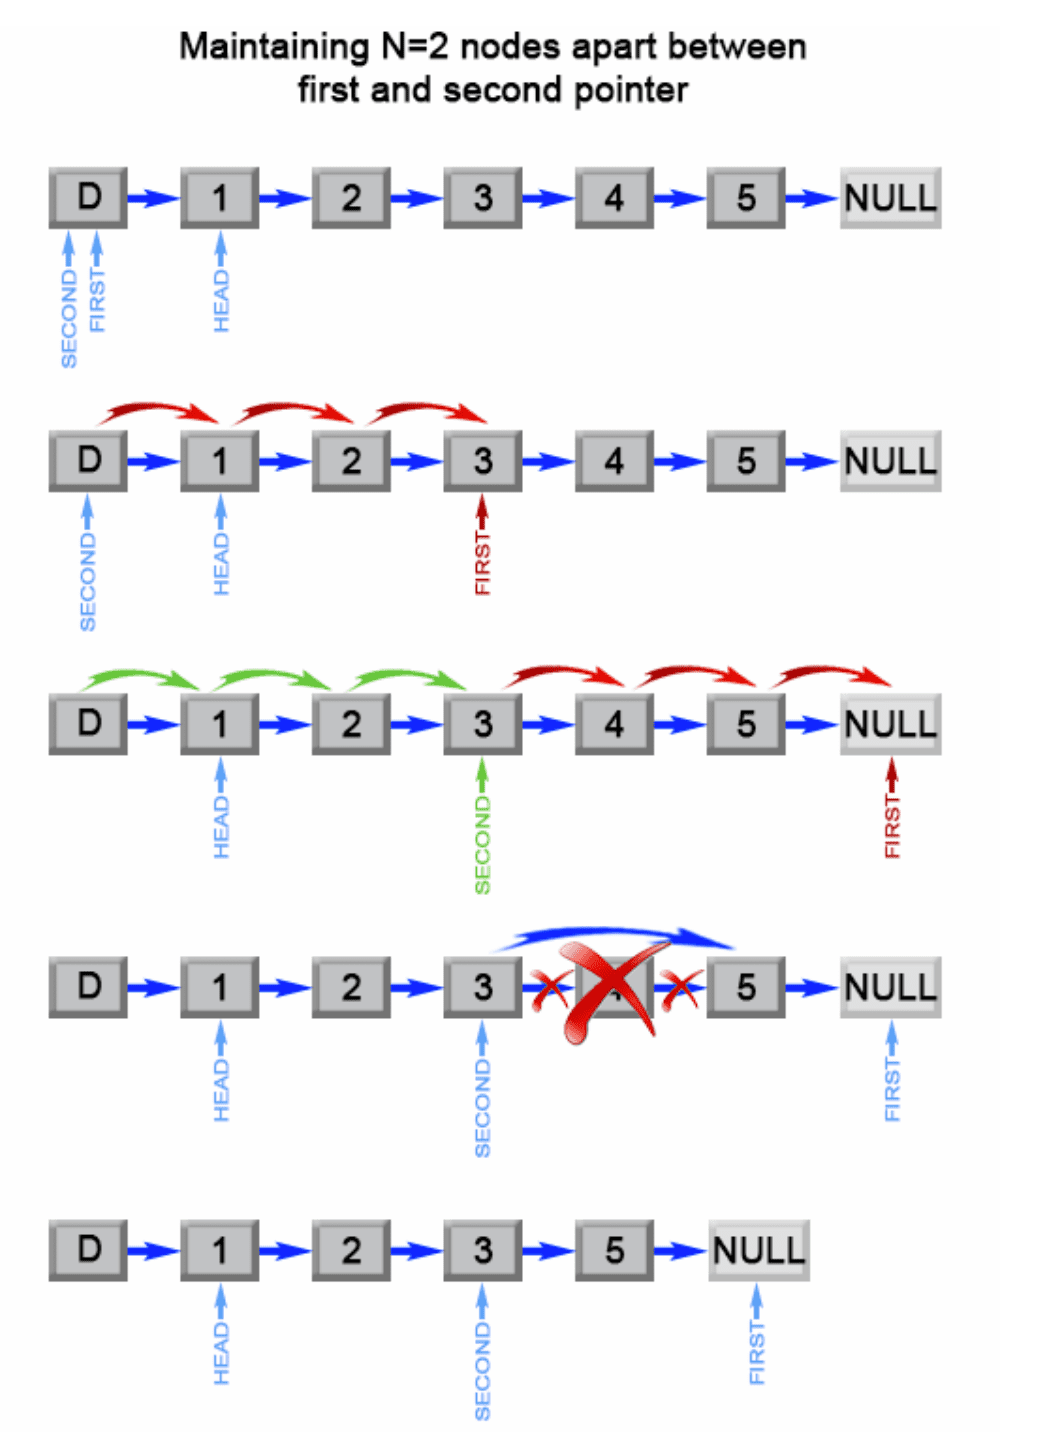 Maintaining N=2 nodes apart between
first and second pointer
D 1 2 3 4 5 NULL
SECOND FIRST HEAD
D 1 2 3 4 5 NULL
SECOND HEAD FIRST
D 1 2 3 4 5 NULL
HEAD SECOND FIRST
D 1 2 3 5 NULL
HEAD SECOND FIRST
D 1 2 3 5 NULL
HEAD SECOND FIRST